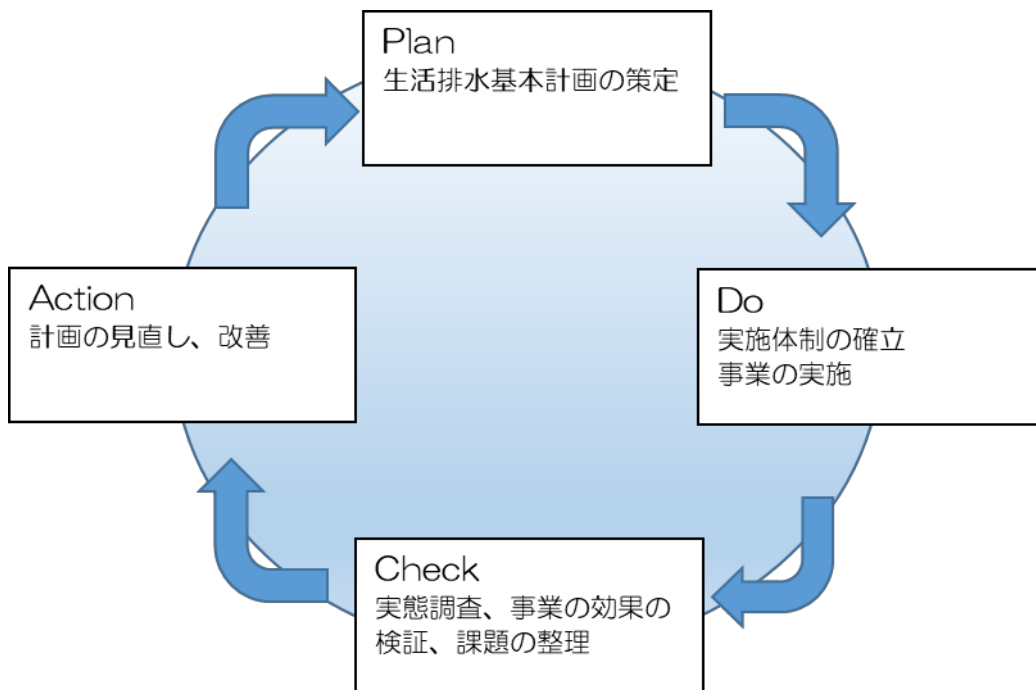 Plan
生活排水基本計画の策定
Action
計画の見直し、改善
Do
実施体制の確立
事業の実施
Check
実態調査、事業の効果の
検証、課題の整理